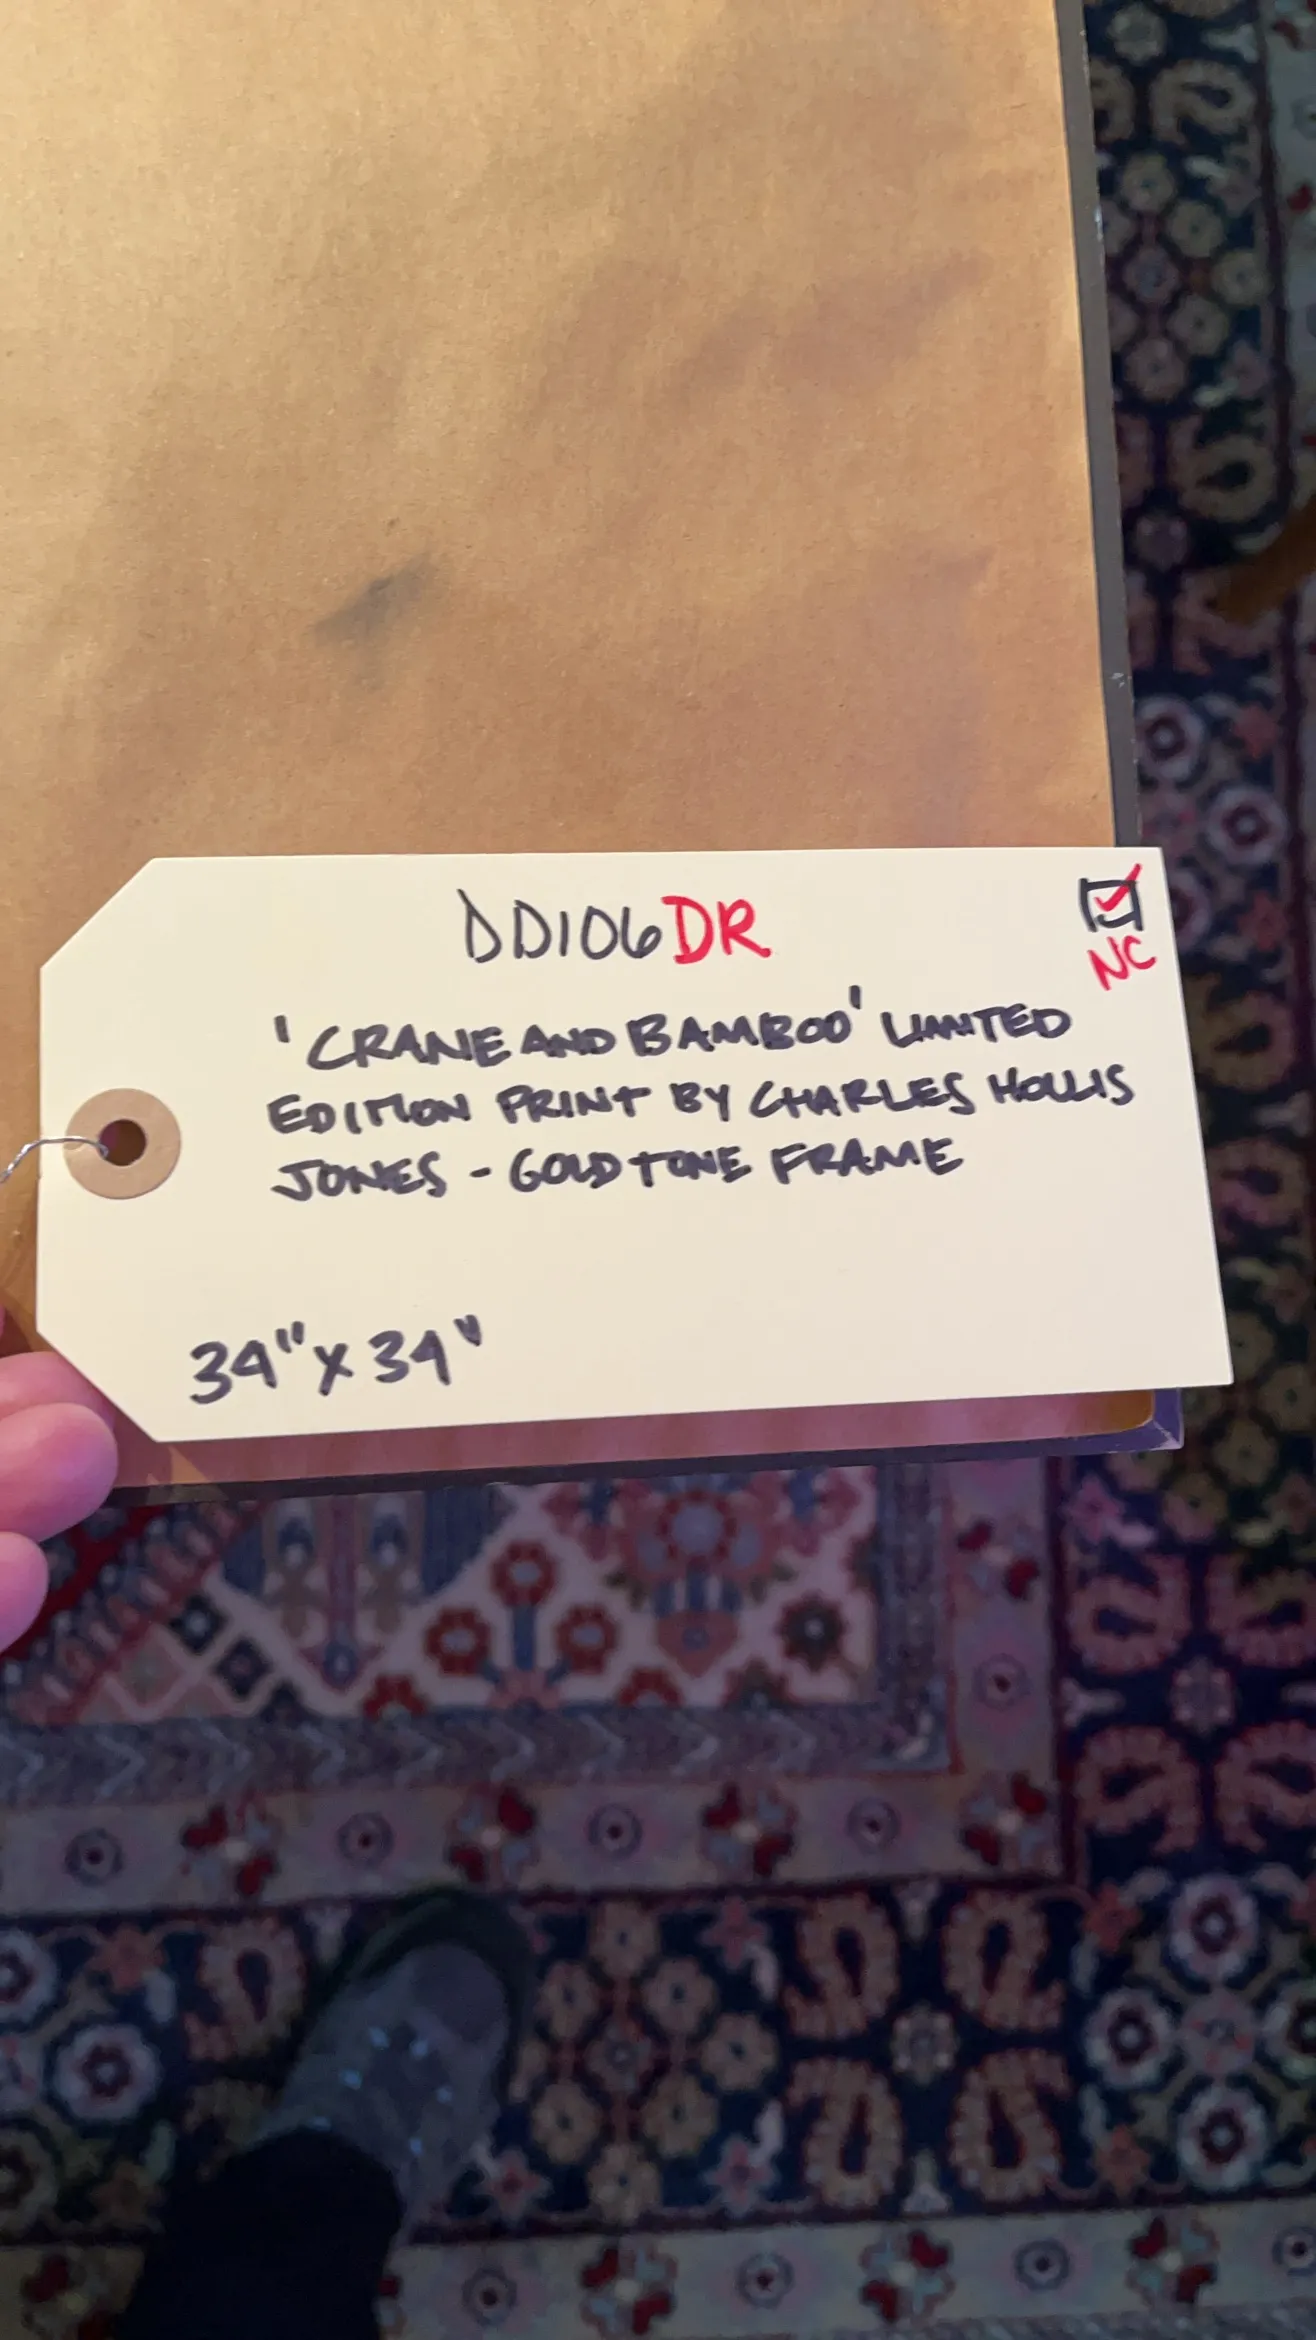 DD106DR
NC
'CRANE AND BAMBOO' LIMITED
EDITION PRINT BY CHARLES HOLLIS
JONES - GOLD TONE FRAME
34" x 34"